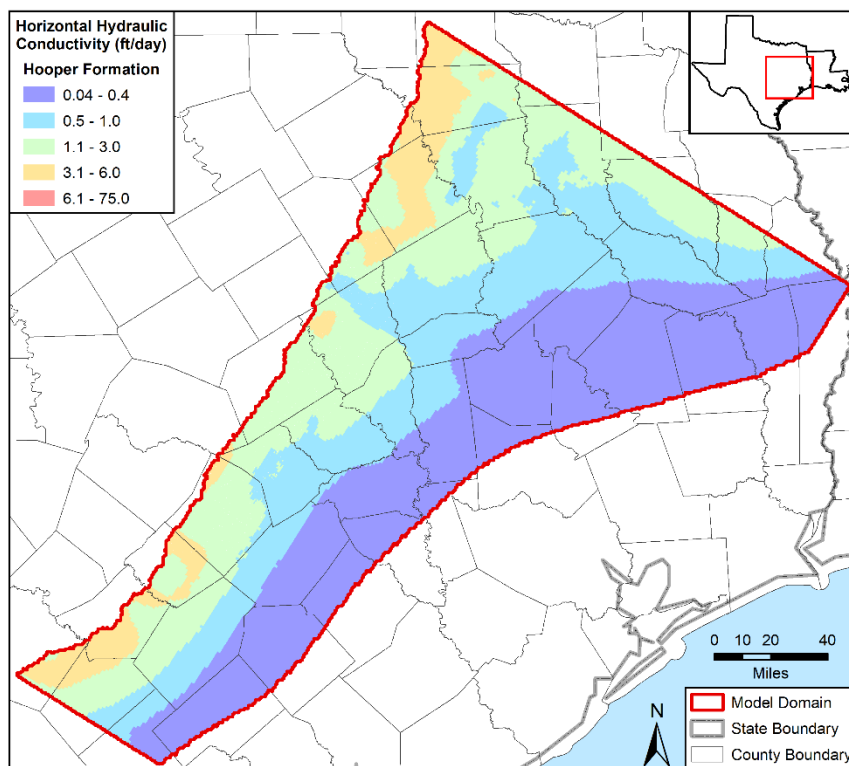 Horizontal Hydraulic
Conductivity (ft/day)
Hooper Formation
0.04 - 0.4
0.5 - 1.0
1.1 - 3.0
3.1 - 6.0
6.1 - 75.0
0 10 20 40
Miles
N
Model Domain
State Boundary
County Boundary